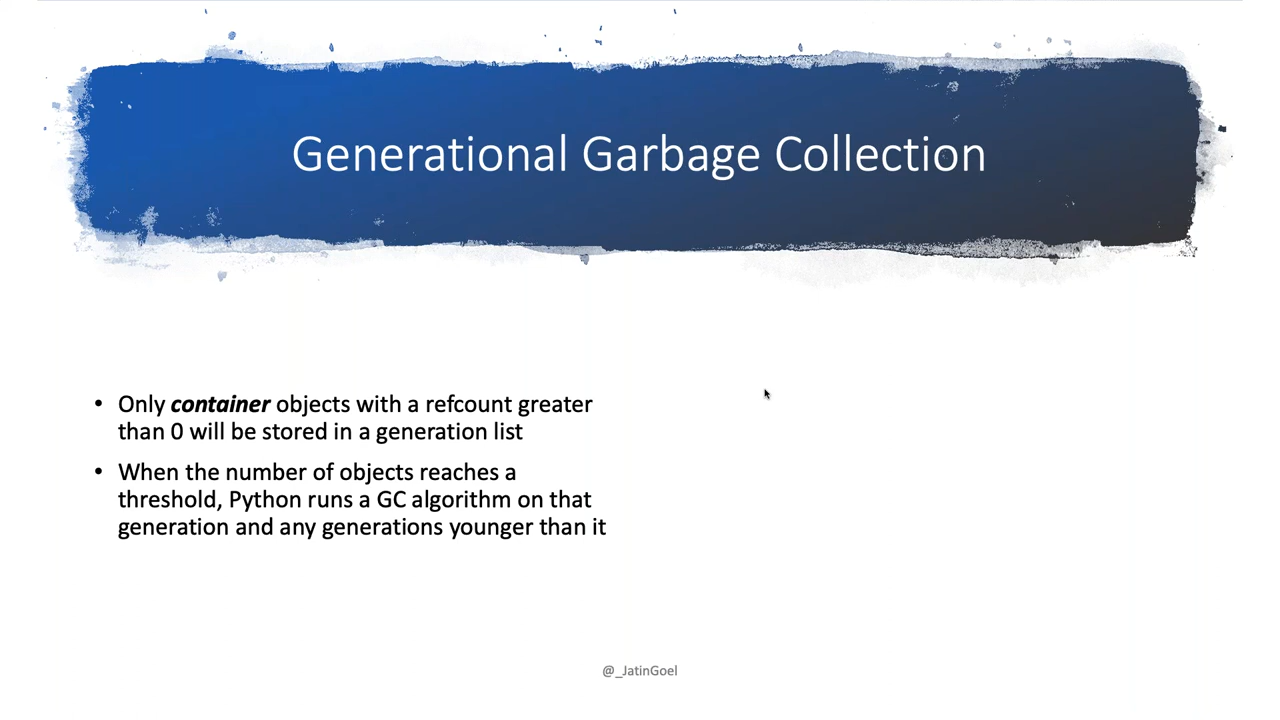 Generational Garbage Collection
• Only container objects with a refcount greater
than 0 will be stored in a generation list
• When the number of objects reaches a
threshold, Python runs a GC algorithm on that
generation and any generations younger than it
@_JatinGoel